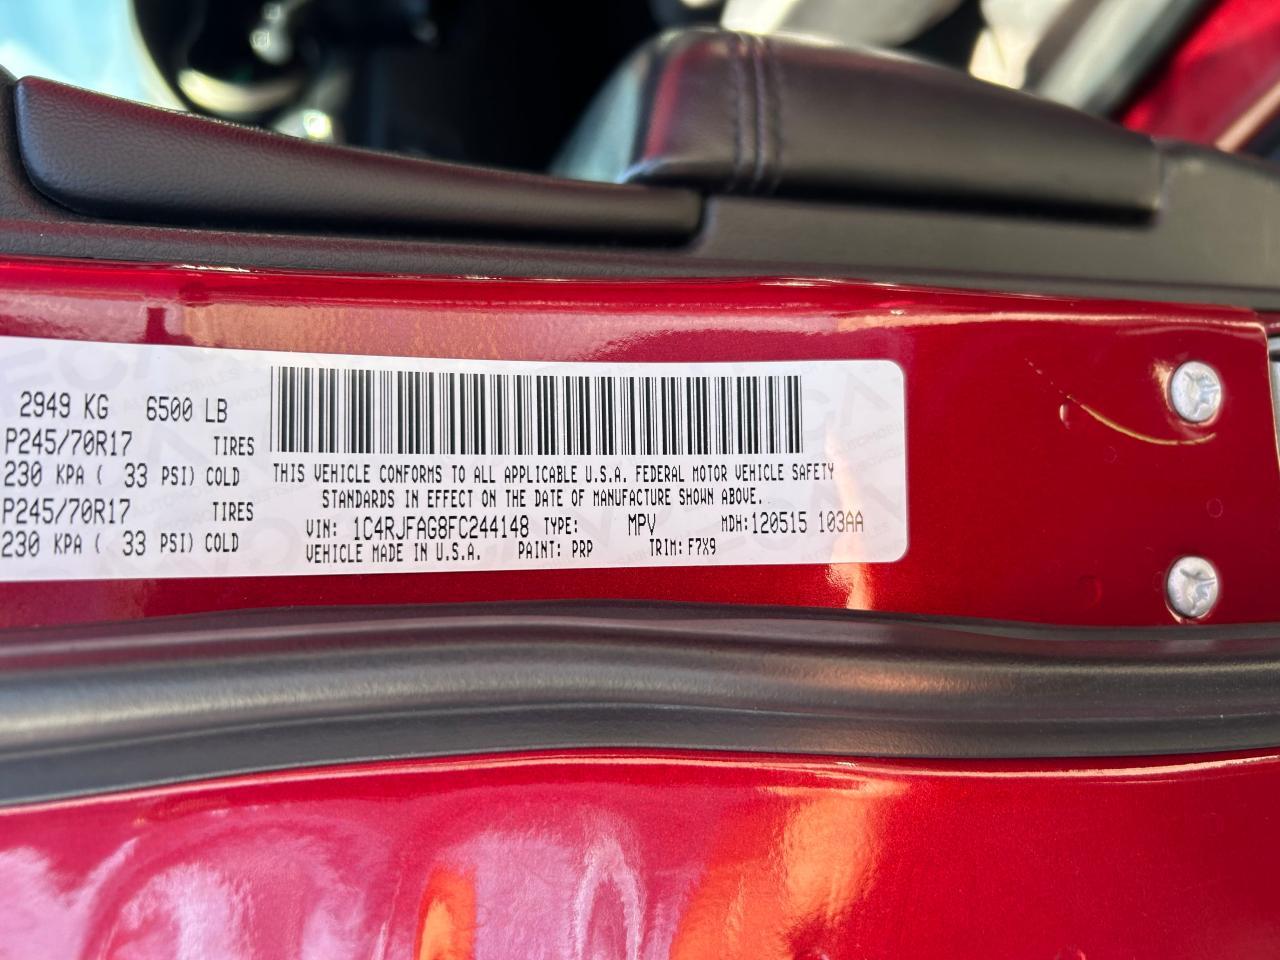 2949 KG 6500 LB
P245/70R17 TIRES
230 KPA ( 33 PSI) COLD
P245/70R17 TIRES
230 KPA ( 33 PSI) COLD
THIS VEHICLE CONFORMS TO ALL APPLICABLE U.S.A. FEDERAL MOTOR VEHICLE SAFETY
STANDARDS IN EFFECT ON THE DATE OF MANUFACTURE SHOWN ABOVE.
VIN: 1C4RJFAG8FC244148 TYPE: MPV MDH:120515 103AA
VEHICLE MADE IN U.S.A. PAINT: PRP TRIM: F7X9